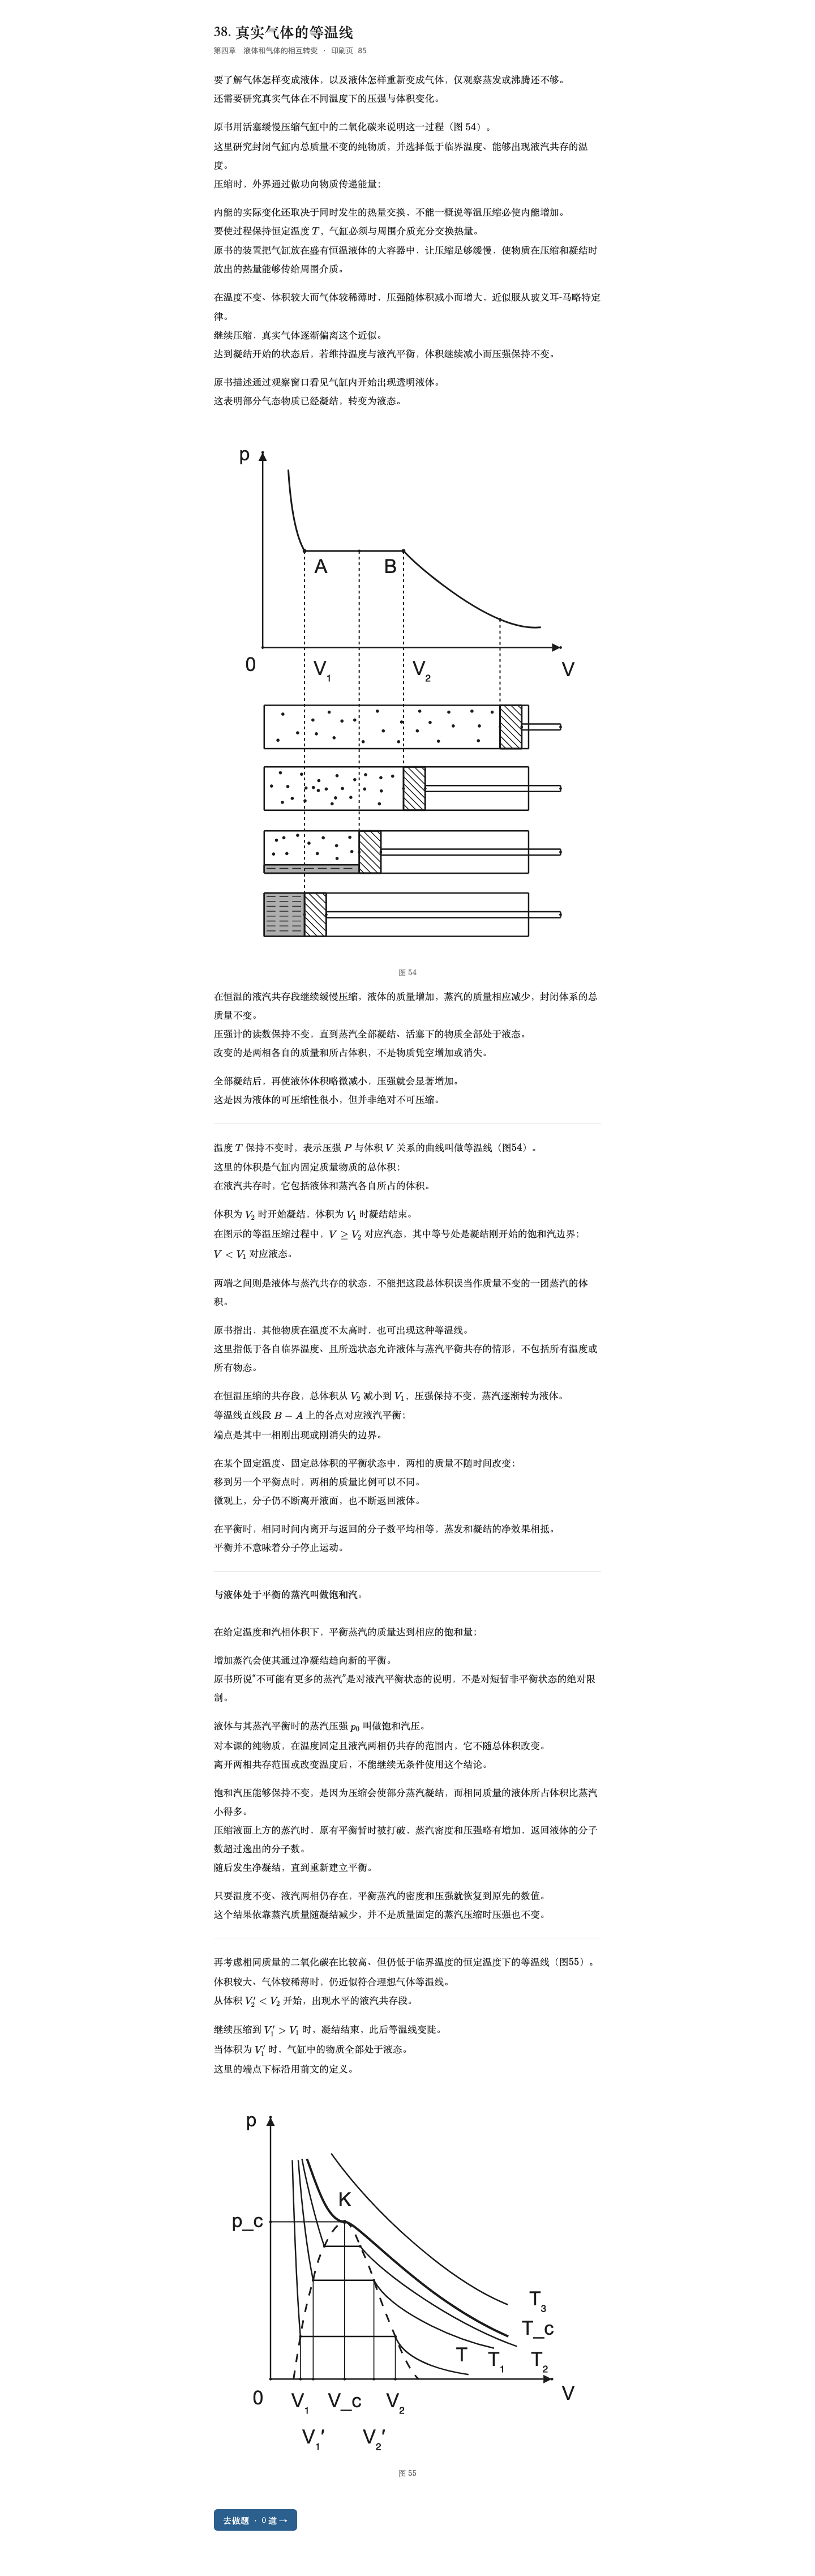 38. 真实气体的等温线
第四章　液体和气体的相互转变 · 印刷页 85
要了解气体怎样变成液体，以及液体怎样重新变成气体，仅观察蒸发或沸腾还不够。
还需要研究真实气体在不同温度下的压强与体积变化。
原书用活塞缓慢压缩气缸中的二氧化碳来说明这一过程（图 54）。
这里研究封闭气缸内总质量不变的纯物质，并选择低于临界温度、能够出现液汽共存的温
度。
压缩时，外界通过做功向物质传递能量；
内能的实际变化还取决于同时发生的热量交换，不能一概说等温压缩必使内能增加。
要使过程保持恒定温度 T，气缸必须与周围介质充分交换热量。
原书的装置把气缸放在盛有恒温液体的大容器中，让压缩足够缓慢，使物质在压缩和凝结时
放出的热量能够传给周围介质。
在温度不变、体积较大而气体较稀薄时，压强随体积减小而增大，近似服从玻义耳-马略特定
律。
继续压缩，真实气体逐渐偏离这个近似。
达到凝结开始的状态后，若维持温度与液汽平衡，体积继续减小而压强保持不变。
原书描述通过观察窗口看见气缸内开始出现透明液体。
这表明部分气态物质已经凝结，转变为液态。
p
A
B
0
V₁
V₂
V
图 54
在恒温的液汽共存段继续缓慢压缩，液体的质量增加，蒸汽的质量相应减少，封闭体系的总
质量不变。
压强计的读数保持不变，直到蒸汽全部凝结、活塞下的物质全部处于液态。
改变的是两相各自的质量和所占体积，不是物质凭空增加或消失。
全部凝结后，再使液体体积略微减小，压强就会显著增加。
这是因为液体的可压缩性很小，但并非绝对不可压缩。
温度 T 保持不变时，表示压强 P 与体积 V 关系的曲线叫做等温线（图54）。
这里的体积是气缸内固定质量物质的总体积；
在液汽共存时，它包括液体和蒸汽各自所占的体积。
体积为 V₂ 时开始凝结，体积为 V₁ 时凝结结束。
在图示的等温压缩过程中，V ≥ V₂ 对应汽态，其中等号处是凝结刚开始的饱和汽边界；
V < V₁ 对应液态。
两端之间则是液体与蒸汽共存的状态，不能把这段总体积误当作质量不变的一团蒸汽的体
积。
原书指出，其他物质在温度不太高时，也可出现这种等温线。
这里指低于各自临界温度、且所选状态允许液体与蒸汽平衡共存的情形，不包括所有温度或
所有物态。
在恒温压缩的共存段，总体积从 V₂ 减小到 V₁，压强保持不变，蒸汽逐渐转为液体。
等温线直线段 B − A 上的各点对应液汽平衡；
端点是其中一相刚出现或刚消失的边界。
在某个固定温度、固定总体积的平衡状态中，两相的质量不随时间改变；
移到另一个平衡点时，两相的质量比例可以不同。
微观上，分子仍不断离开液面，也不断返回液体。
在平衡时，相同时间内离开与返回的分子数平均相等，蒸发和凝结的净效果相抵。
平衡并不意味着分子停止运动。
与液体处于平衡的蒸汽叫做饱和汽。
在给定温度和汽相体积下，平衡蒸汽的质量达到相应的饱和量；
增加蒸汽会使其通过净凝结趋向新的平衡。
原书所说“不可能有更多的蒸汽”是对液汽平衡状态的说明，不是对短暂非平衡状态的绝对限
制。
液体与其蒸汽平衡时的蒸汽压强 p₀ 叫做饱和汽压。
对本课的纯物质，在温度固定且液汽两相仍共存的范围内，它不随总体积改变。
离开两相共存范围或改变温度后，不能继续无条件使用这个结论。
饱和汽压能够保持不变，是因为压缩会使部分蒸汽凝结，而相同质量的液体所占体积比蒸汽
小得多。
压缩液面上方的蒸汽时，原有平衡暂时被打破，蒸汽密度和压强略有增加，返回液体的分子
数超过逸出的分子数。
随后发生净凝结，直到重新建立平衡。
只要温度不变、液汽两相仍存在，平衡蒸汽的密度和压强就恢复到原先的数值。
这个结果依靠蒸汽质量随凝结减少，并不是质量固定的蒸汽压缩时压强也不变。
再考虑相同质量的二氧化碳在比较高、但仍低于临界温度的恒定温度下的等温线（图55）。
体积较大、气体较稀薄时，仍近似符合理想气体等温线。
从体积 V₂′ < V₂ 开始，出现水平的液汽共存段。
继续压缩到 V₁′ > V₁ 时，凝结结束，此后等温线变陡。
当体积为 V₁′ 时，气缸中的物质全部处于液态。
这里的端点下标沿用前文的定义。
p
K
p_c
T₃
T_c
T
T₁
T₂
0
V₁
V_c
V₂
V
V₁′
V₂′
图 55
去做题 · 0 道 →